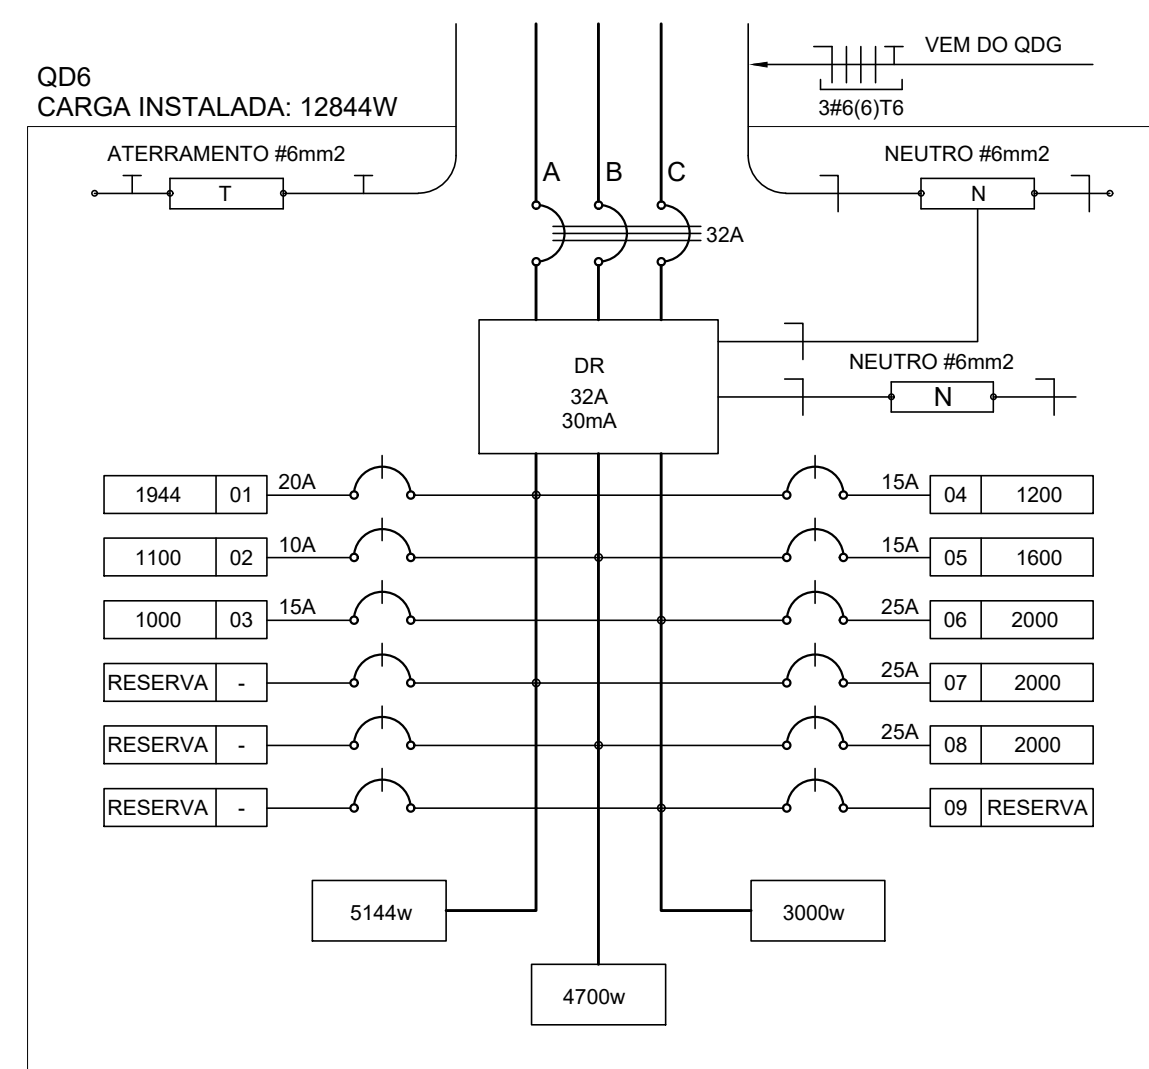 QD6
CARGA INSTALADA: 12844W
VEM DO QDG
3#6(6)T6
ATERRAMENTO #6mm2
T
A
B
C
NEUTRO #6mm2
N
32A
DR
32A
30mA
NEUTRO #6mm2
N
1944 01 20A
15A 04 1200
1100 02 10A
15A 05 1600
1000 03 15A
25A 06 2000
RESERVA -
25A 07 2000
RESERVA -
25A 08 2000
RESERVA -
09 RESERVA
5144w
3000w
4700w